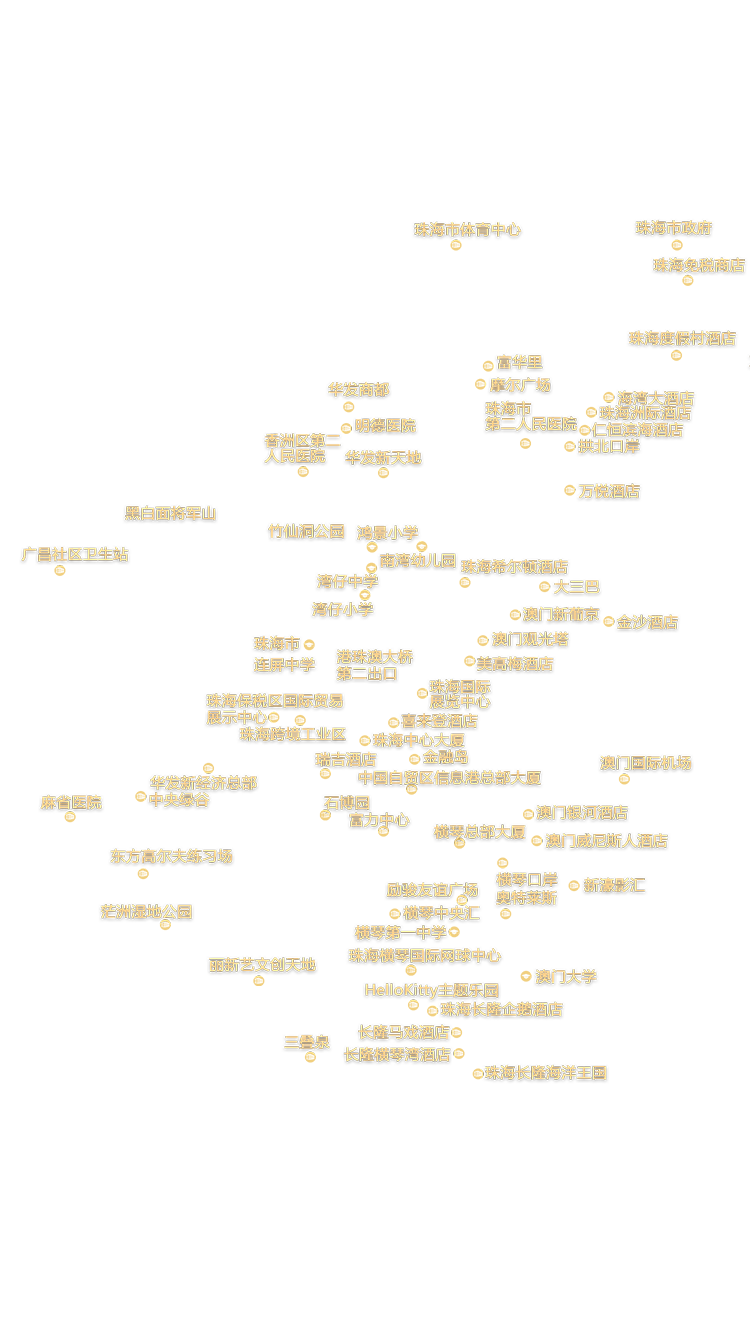 珠海市体育中心
珠海市政府
珠海免税商店
珠海度假村酒店
富华里
摩尔广场
华发商都
海湾大酒店
珠海洲际酒店
珠海市
第二人民医院
明德医院
仁恒滨海酒店
香洲区第二
人民医院
拱北口岸
华发新天地
万悦酒店
黑白面将军山
竹仙洞公园
鸿景小学
广昌社区卫生站
南湾幼儿园
珠海希尔顿酒店
湾仔中学
大三巴
湾仔小学
澳门新葡京
金沙酒店
珠海市
连屏中学
澳门观光塔
港珠澳大桥
第二出口
美高梅酒店
珠海国际
展览中心
珠海保税区国际贸易
展示中心
喜来登酒店
珠海跨境工业区
珠海中心大厦
瑞吉酒店
金融岛
澳门国际机场
中国自贸区信息港总部大厦
华发新经济总部
中央绿谷
石博园
富力中心
澳门银河酒店
横琴总部大厦
澳门威尼斯人酒店
东方高尔夫练习场
横琴口岸
新濠影汇
励骏友谊广场
奥特莱斯
芒洲湿地公园
横琴中央汇
横琴第一中学
珠海横琴国际网球中心
丽新艺文创天地
澳门大学
HelloKitty主题乐园
珠海长隆企鹅酒店
长隆马戏酒店
三叠泉
长隆横琴湾酒店
珠海长隆海洋王国